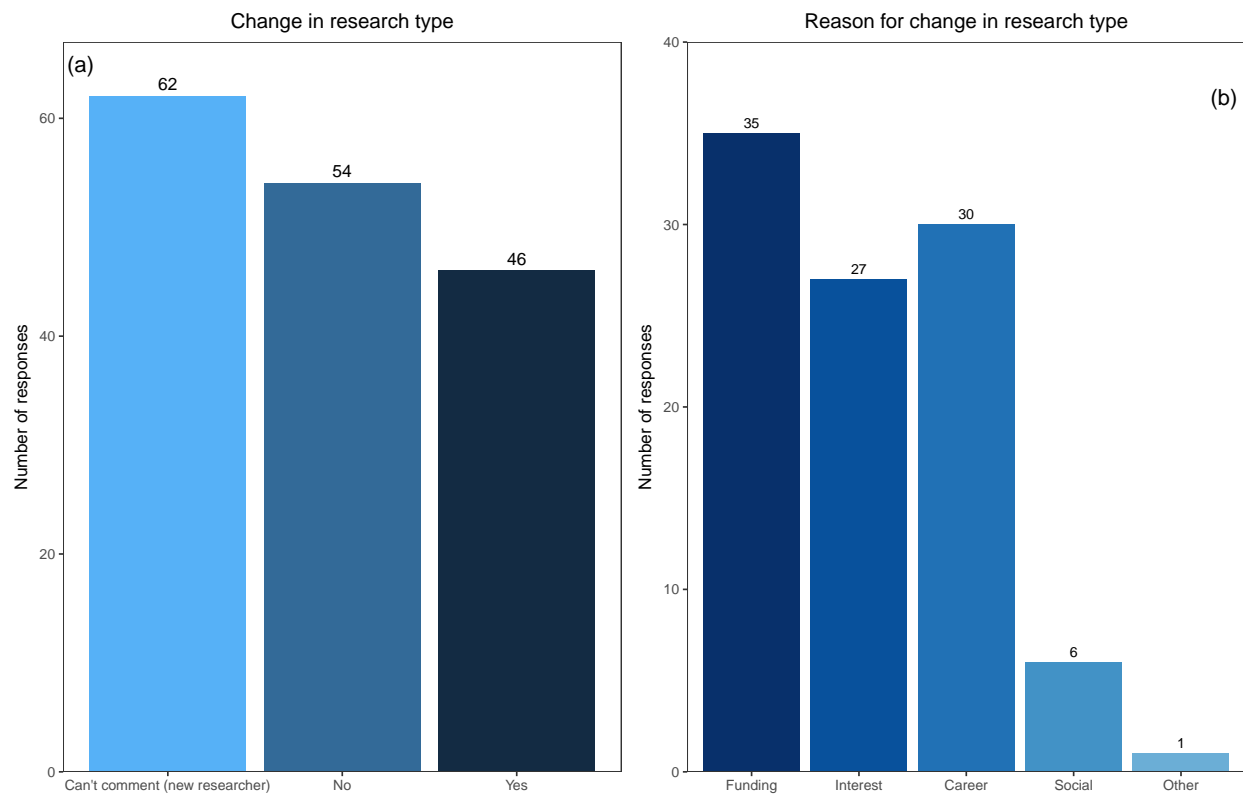 Change in research type
(a)
62
54
46
60
40
20
0
Number of responses
Can't comment (new researcher)
No
Yes
Reason for change in research type
(b)
35
27
30
6
1
40
30
20
10
0
Number of responses
Funding
Interest
Career
Social
Other